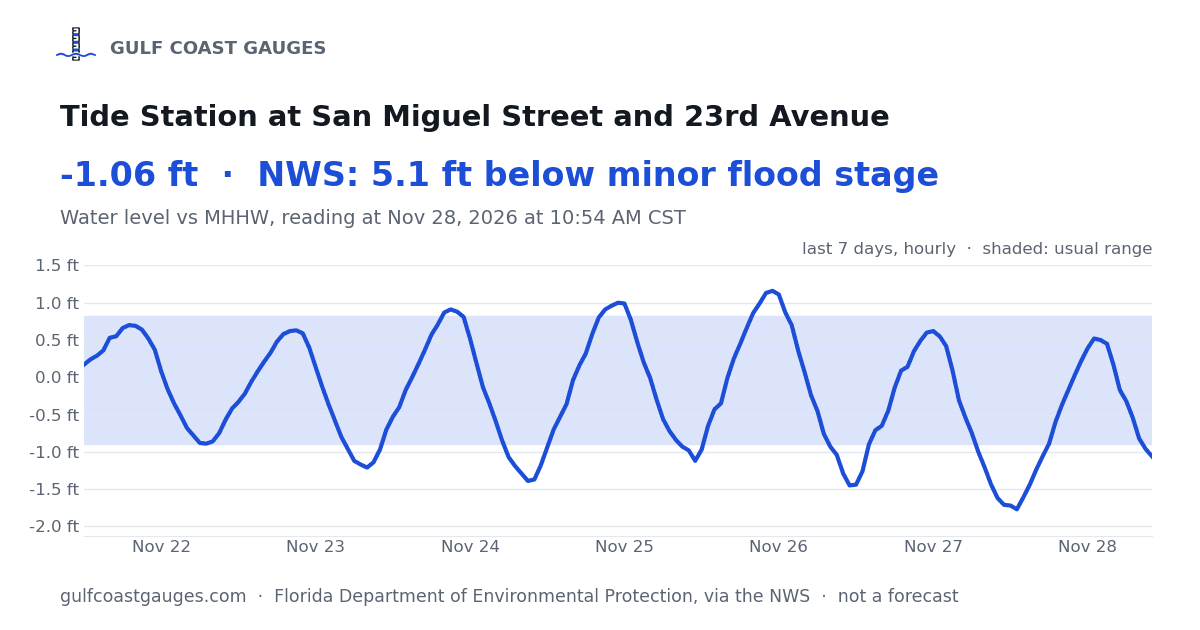 GULF COAST GAUGES
Tide Station at San Miguel Street and 23rd Avenue
-1.06 ft · NWS: 5.1 ft below minor flood stage
Water level vs MHHW, reading at Nov 28, 2026 at 10:54 AM CST
last 7 days, hourly · shaded: usual range
1.5 ft
1.0 ft
0.5 ft
0.0 ft
-0.5 ft
-1.0 ft
-1.5 ft
-2.0 ft
Nov 22 Nov 23 Nov 24 Nov 25 Nov 26 Nov 27 Nov 28
gulfcoastgauges.com · Florida Department of Environmental Protection, via the NWS · not a forecast